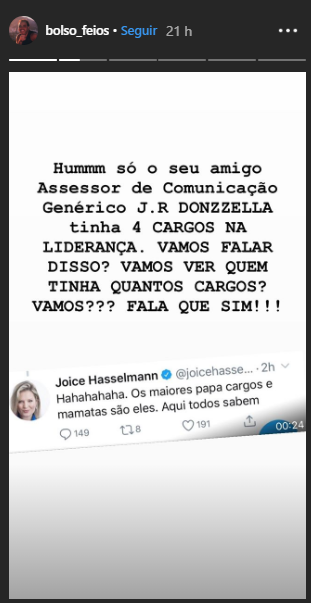 bolso_feios • Seguir 21 h
Hummm só o seu amigo
Assessor de Comunicação
Genérico J.R DONZZELLA
tinha 4 CARGOS NA
LIDERANÇA. VAMOS FALAR
DISSO? VAMOS VER QUEM
TINHA QUANTOS CARGOS?
VAMOS??? FALA QUE SIM!!!
Joice Hasselmann @joicehasse... · 2h
Hahahahaha. Os maiores papa cargos e
mamatas são eles. Aqui todos sabem
149 8 191
00:24